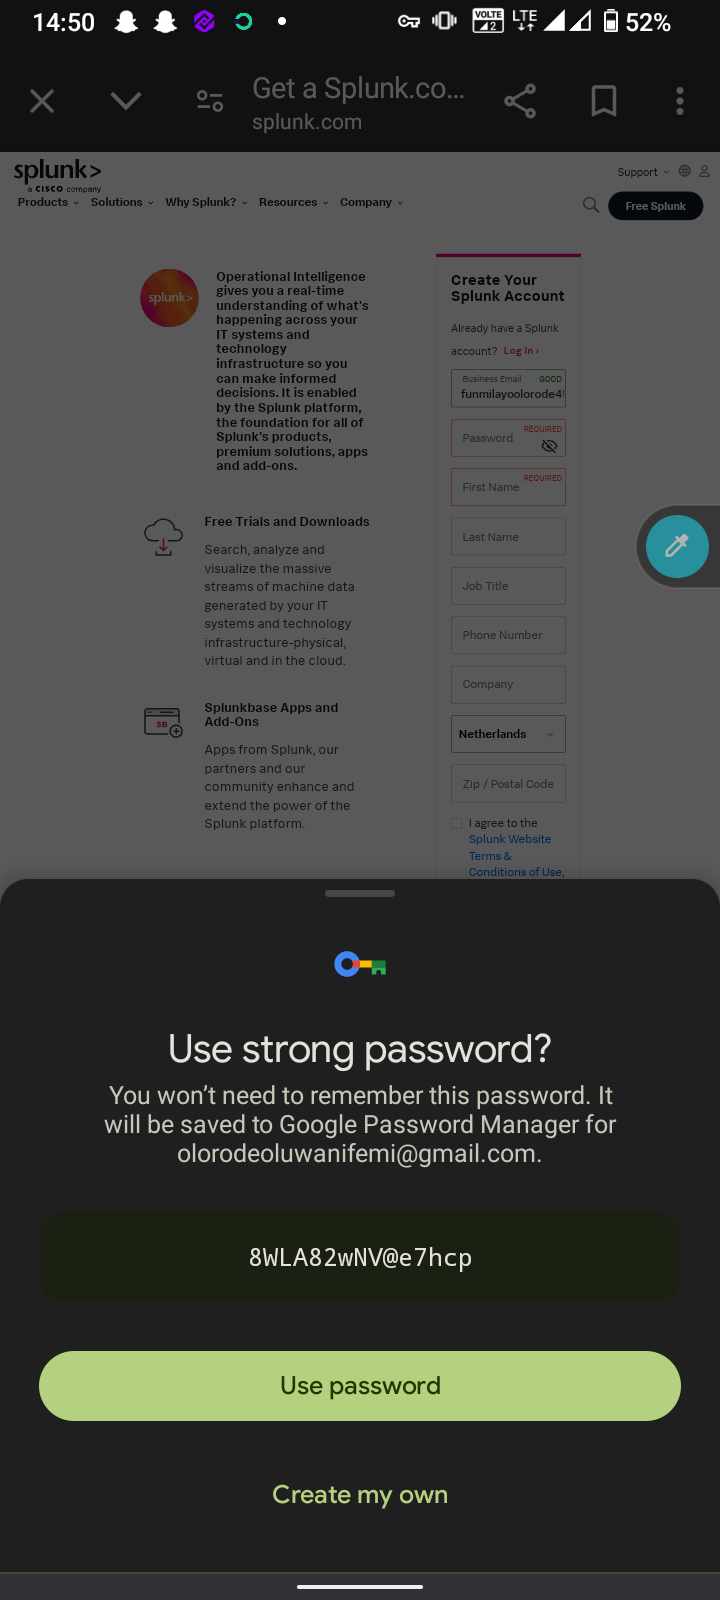 14:50
VOLTE
2
LTE
52%
Get a Splunk.co...
splunk.com
splunk>
a CISCO company
Support
Products
Solutions
Why Splunk?
Resources
Company
Free Splunk
splunk>
Operational Intelligence
gives you a real-time
understanding of what's
happening across your
IT systems and
technology
infrastructure so you
can make informed
decisions. It is enabled
by the Splunk platform,
the foundation for all of
Splunk's products,
premium solutions, apps
and add-ons.
Free Trials and Downloads
Search, analyze and
visualize the massive
streams of machine data
generated by your IT
systems and technology
infrastructure-physical,
virtual and in the cloud.
SB
Splunkbase Apps and
Add-Ons
Apps from Splunk, our
partners and our
community enhance and
extend the power of the
Splunk platform.
Create Your
Splunk Account
Already have a Splunk
account? Log In ›
Business Email GOOD
funmilayoolorode4
REQUIRED
Password
REQUIRED
First Name
Last Name
Job Title
Phone Number
Company
Netherlands
Zip / Postal Code
I agree to the
Splunk Website
Terms &
Conditions of Use,
Use strong password?
You won't need to remember this password. It
will be saved to Google Password Manager for
olorodeoluwanifemi@gmail.com.
8WLA82wNV@e7hcp
Use password
Create my own